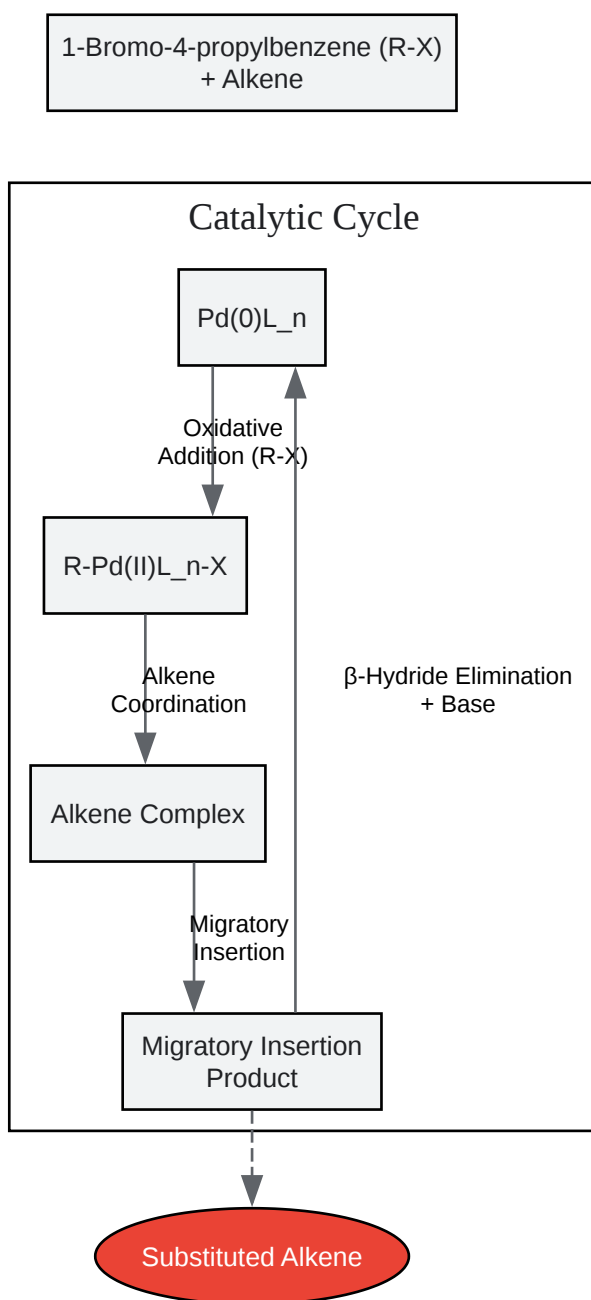 1-Bromo-4-propylbenzene (R-X)
+ Alkene
Catalytic Cycle
Pd(0)L_n
Oxidative
Addition (R-X)
R-Pd(II)L_n-X
Alkene
Coordination
β-Hydride Elimination
+ Base
Alkene Complex
Migratory
Insertion
Migratory Insertion
Product
Substituted Alkene